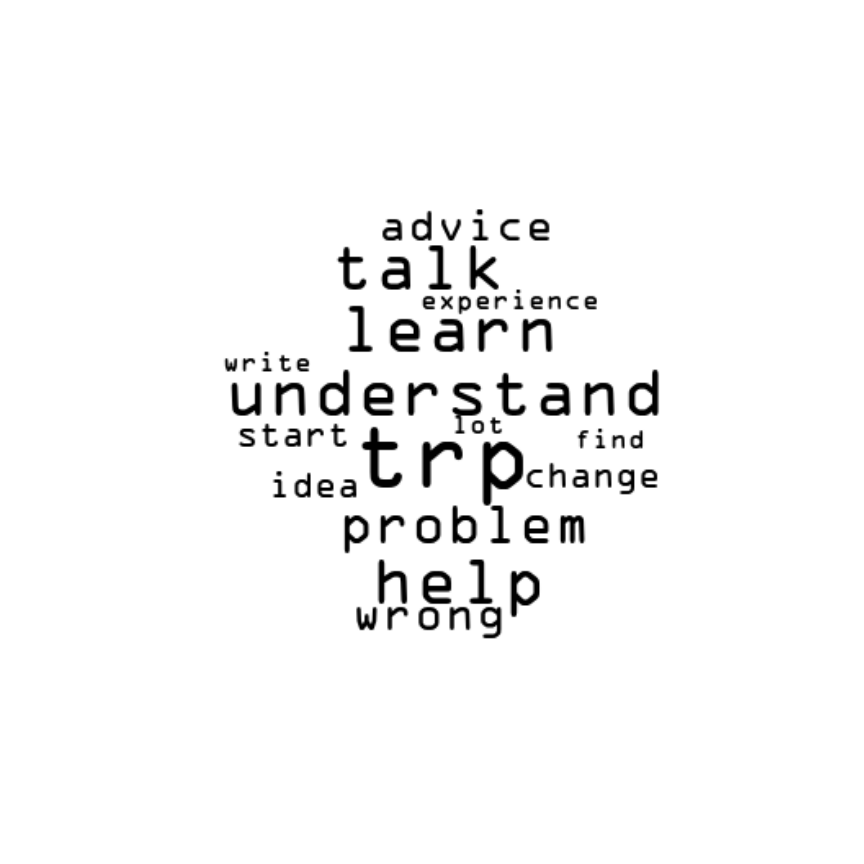 advice
talk
experience
learn
write
understand
lot
start
find
trp
change
idea
problem
help
wrong